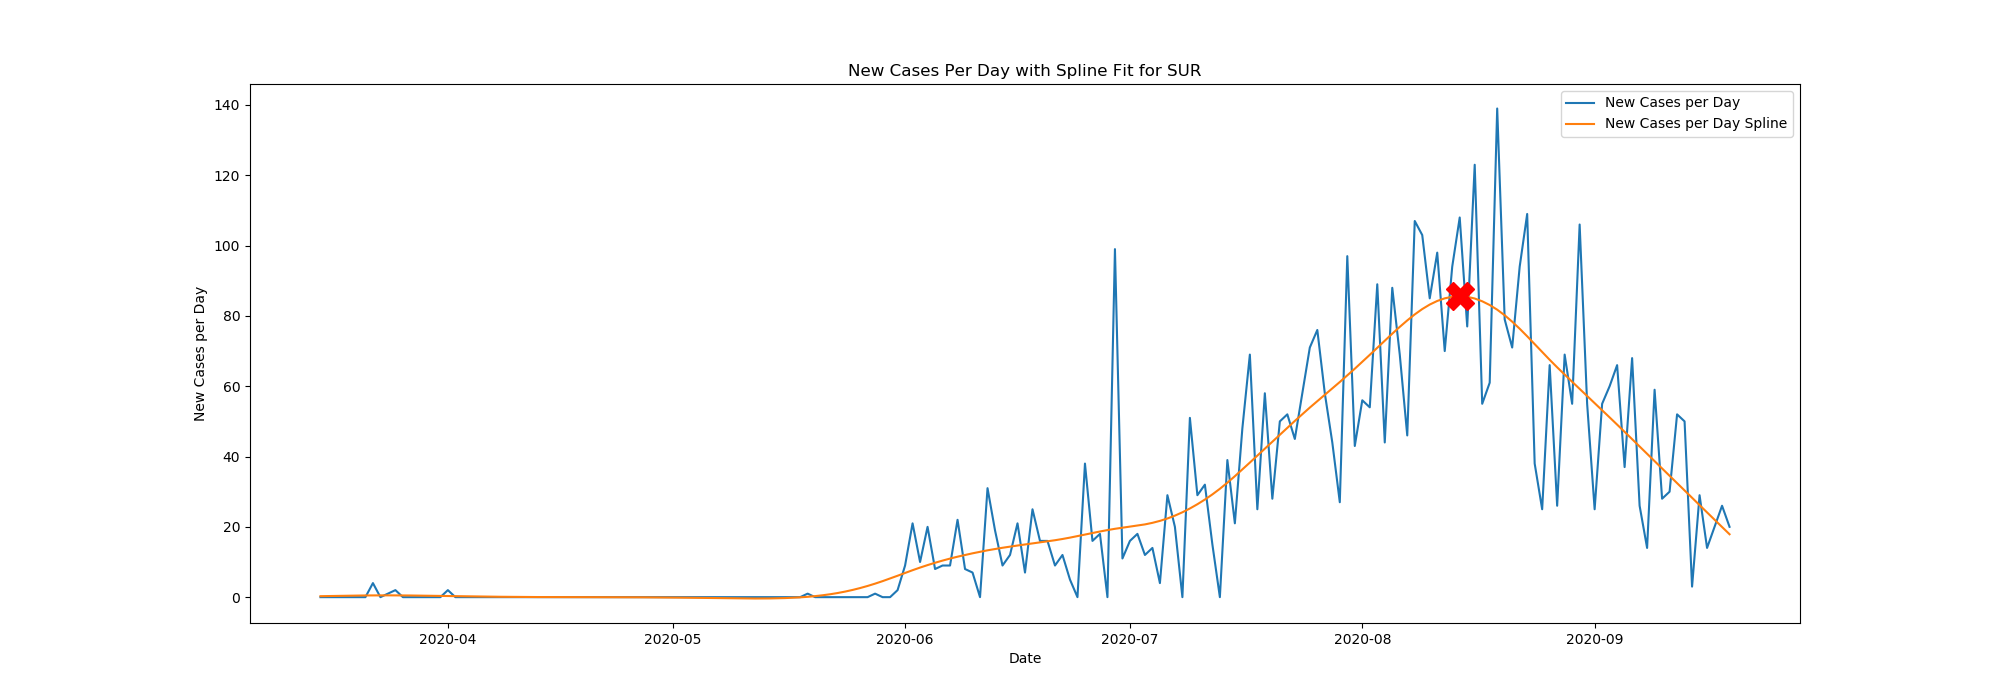 New Cases Per Day with Spline Fit for SUR
New Cases per Day
New Cases per Day Spline
140
120
100
80
60
40
20
0
New Cases per Day
2020-04
2020-05
2020-06
2020-07
2020-08
2020-09
Date